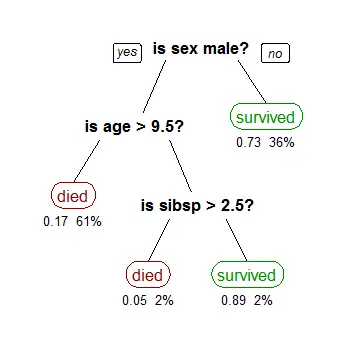 yes is sex male? no
survived
0.73 36%
is age > 9.5?
died
0.17 61%
is sibsp > 2.5?
died survived
0.05 2% 0.89 2%